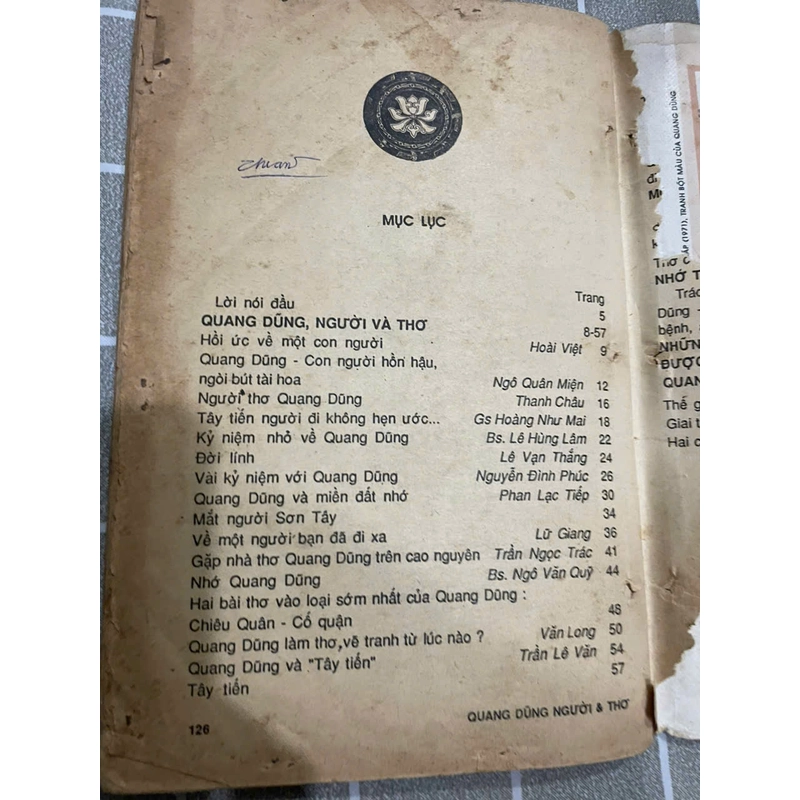 MỤC LỤC
Trang
Lời nói đầu 5
QUANG DŨNG, NGƯỜI VÀ THƠ 8-57
Hồi ức về một con người Hoài Việt 9
Quang Dũng - Con người hồn hậu,
ngòi bút tài hoa Ngô Quân Miện 12
Người thơ Quang Dũng Thanh Châu 16
Tây tiến người đi không hẹn ước... Gs Hoàng Như Mai 18
Kỷ niệm nhỏ về Quang Dũng Bs. Lê Hùng Lâm 22
Đời lính Lê Vạn Thắng 24
Vài kỷ niệm với Quang Dũng Nguyễn Đình Phúc 26
Quang Dũng và miền đất nhớ Phan Lạc Tiếp 30
Mắt người Sơn Tây 34
Về một người bạn đã đi xa Lữ Giang 36
Gặp nhà thơ Quang Dũng trên cao nguyên Trần Ngọc Trác 41
Nhớ Quang Dũng Bs. Ngô Văn Quỹ 44
Hai bài thơ vào loại sớm nhất của Quang Dũng :
Chiêu Quân - Cố quận 48
Quang Dũng làm thơ, vẽ tranh từ lúc nào ? Văn Long 50
Quang Dũng và "Tây tiến" Trần Lê Văn 54
Tây tiến 57
126
QUANG DŨNG NGƯỜI & THƠ
(1971), TRANH BỘT MÀU CỦA QUANG DŨNG
NHỚ T
Trác
Dũng -
bệnh,
NHỮN
ĐƯỢC
QUAN
Thế g
Giai t
Hai c